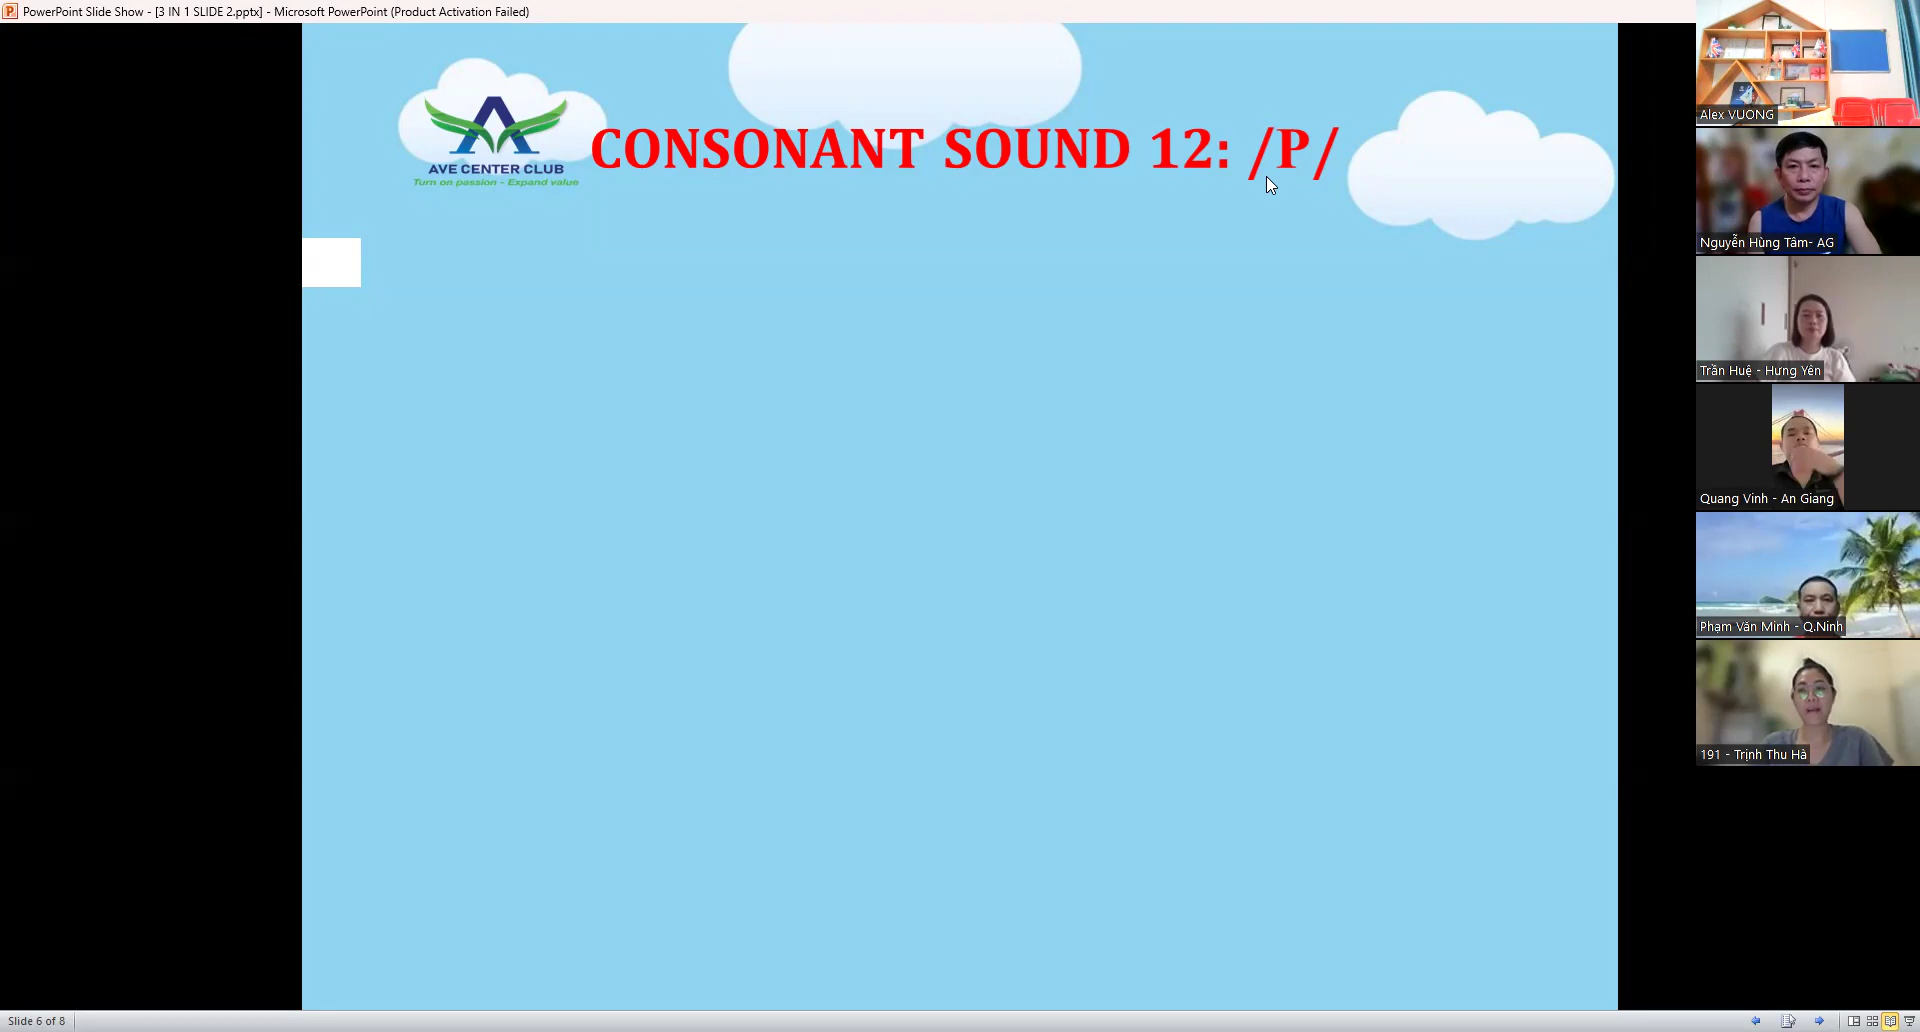 PowerPoint Slide Show - [3 IN 1 SLIDE 2.pptx] - Microsoft PowerPoint (Product Activation Failed)
AVE CENTER CLUB
Turn on passion - Expand value
CONSONANT SOUND 12: /P/
Alex VUONG
Nguyễn Hùng Tâm- AG
Trần Huệ - Hưng Yên
Quang Vinh - An Giang
Phạm Văn Minh - Q.Ninh
191 - Trịnh Thu Hà
Slide 6 of 8